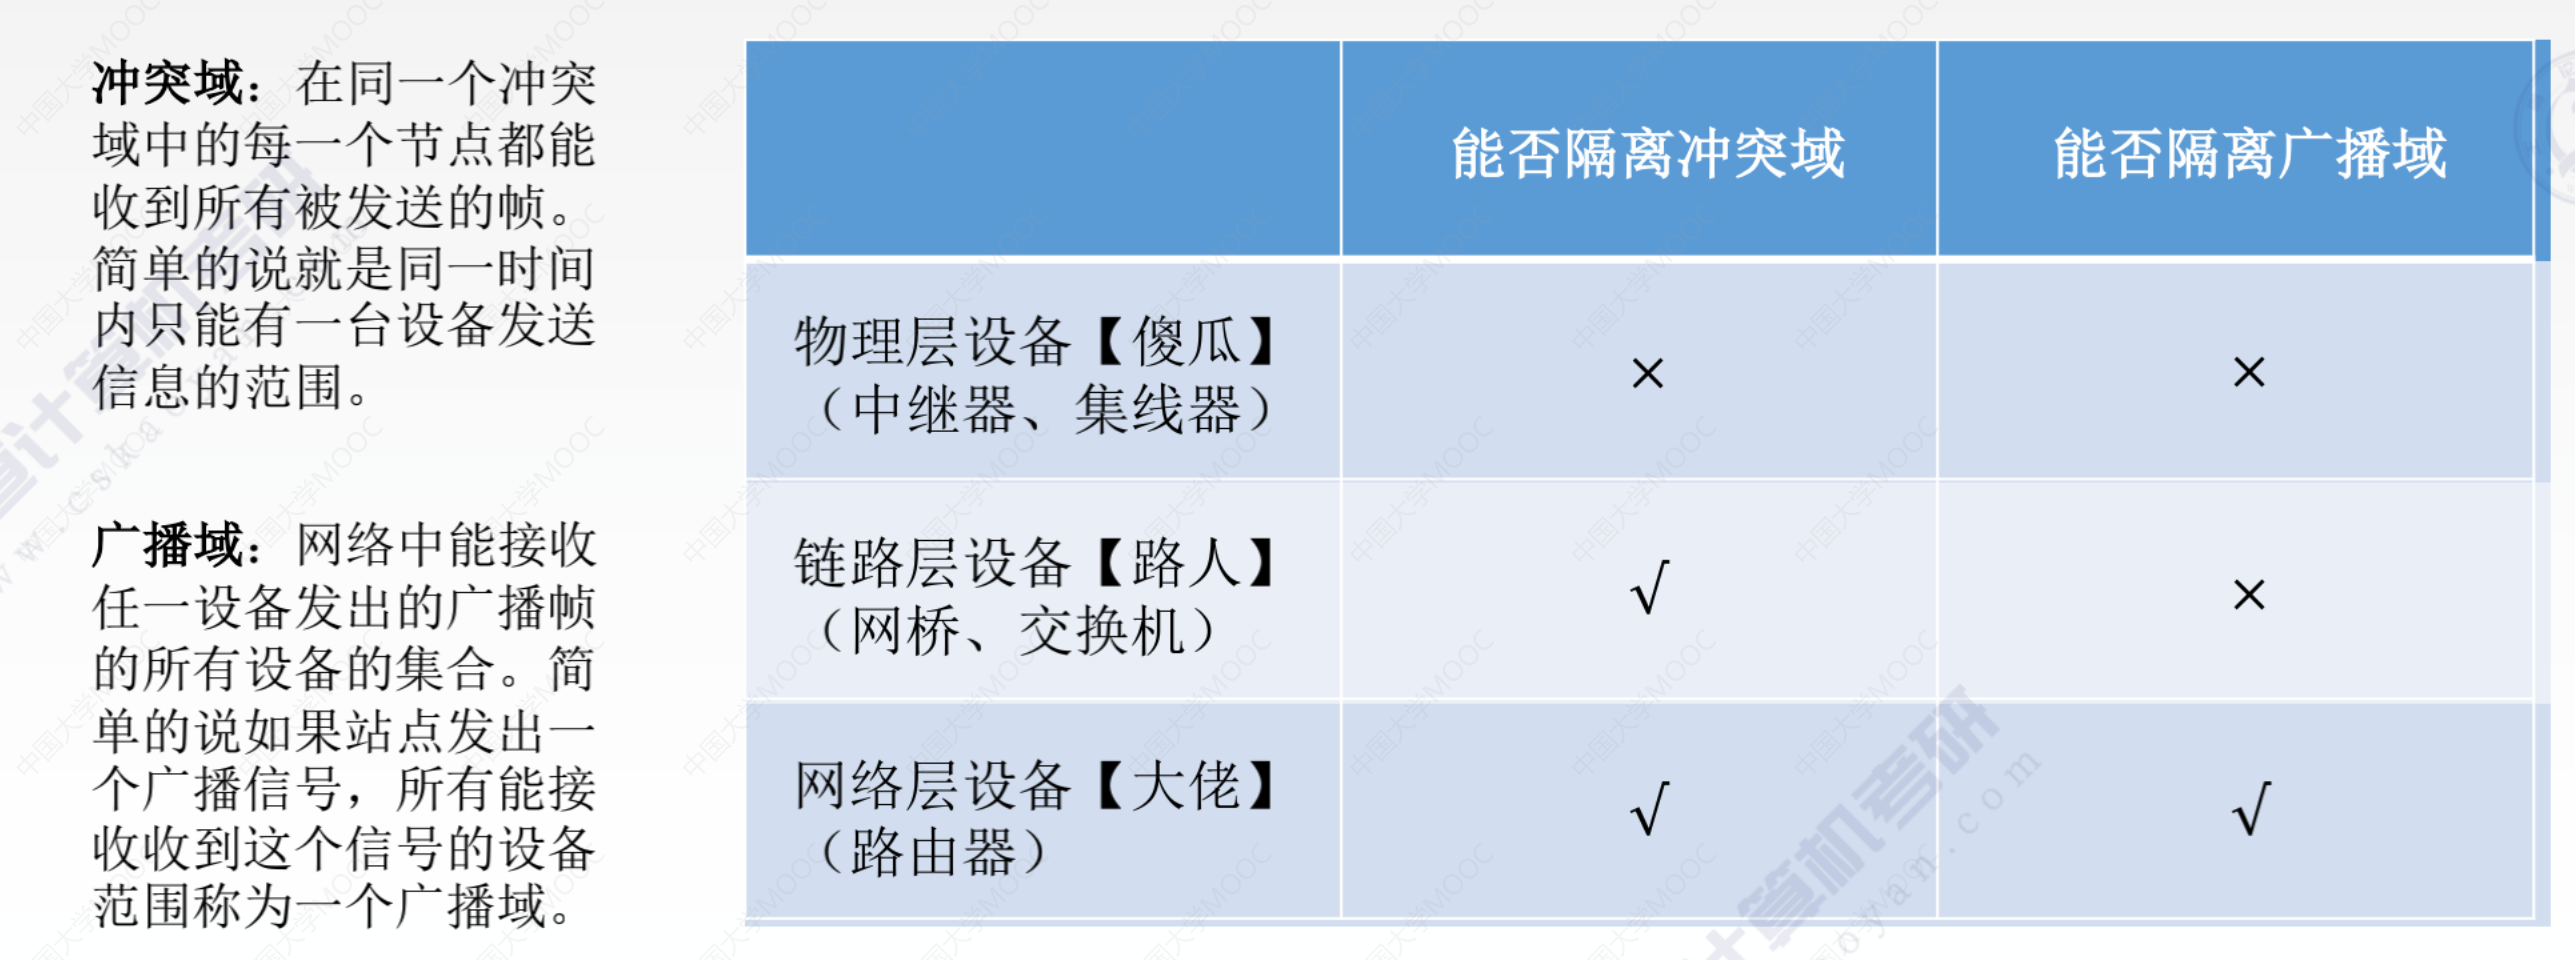 冲突域：在同一个冲突
域中的每一个节点都能
收到所有被发送的帧。
简单的说就是同一时间
内只能有一台设备发送
信息的范围。
广播域：网络中能接收
任一设备发出的广播帧
的所有设备的集合。简
单的说如果站点发出一
个广播信号，所有能接
收收到这个信号的设备
范围称为一个广播域。
能否隔离冲突域
能否隔离广播域
物理层设备【傻瓜】
（中继器、集线器）
×
×
链路层设备【路人】
（网桥、交换机）
√
×
网络层设备【大佬】
（路由器）
√
√
中国大学MOOC
计算机考研